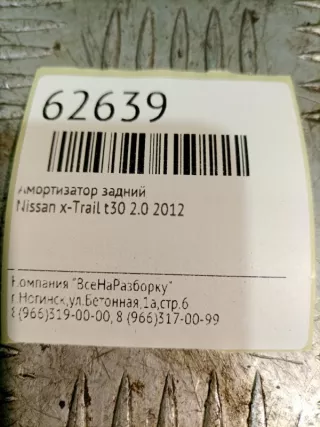 62639
Амортизатор задний
Nissan x-Trail t30 2.0 2012
Компания "ВсеНаРазборку"
г.Ногинск,ул.Бетонная,1а,стр.6
8(966)319-00-00, 8 (966)317-00-99